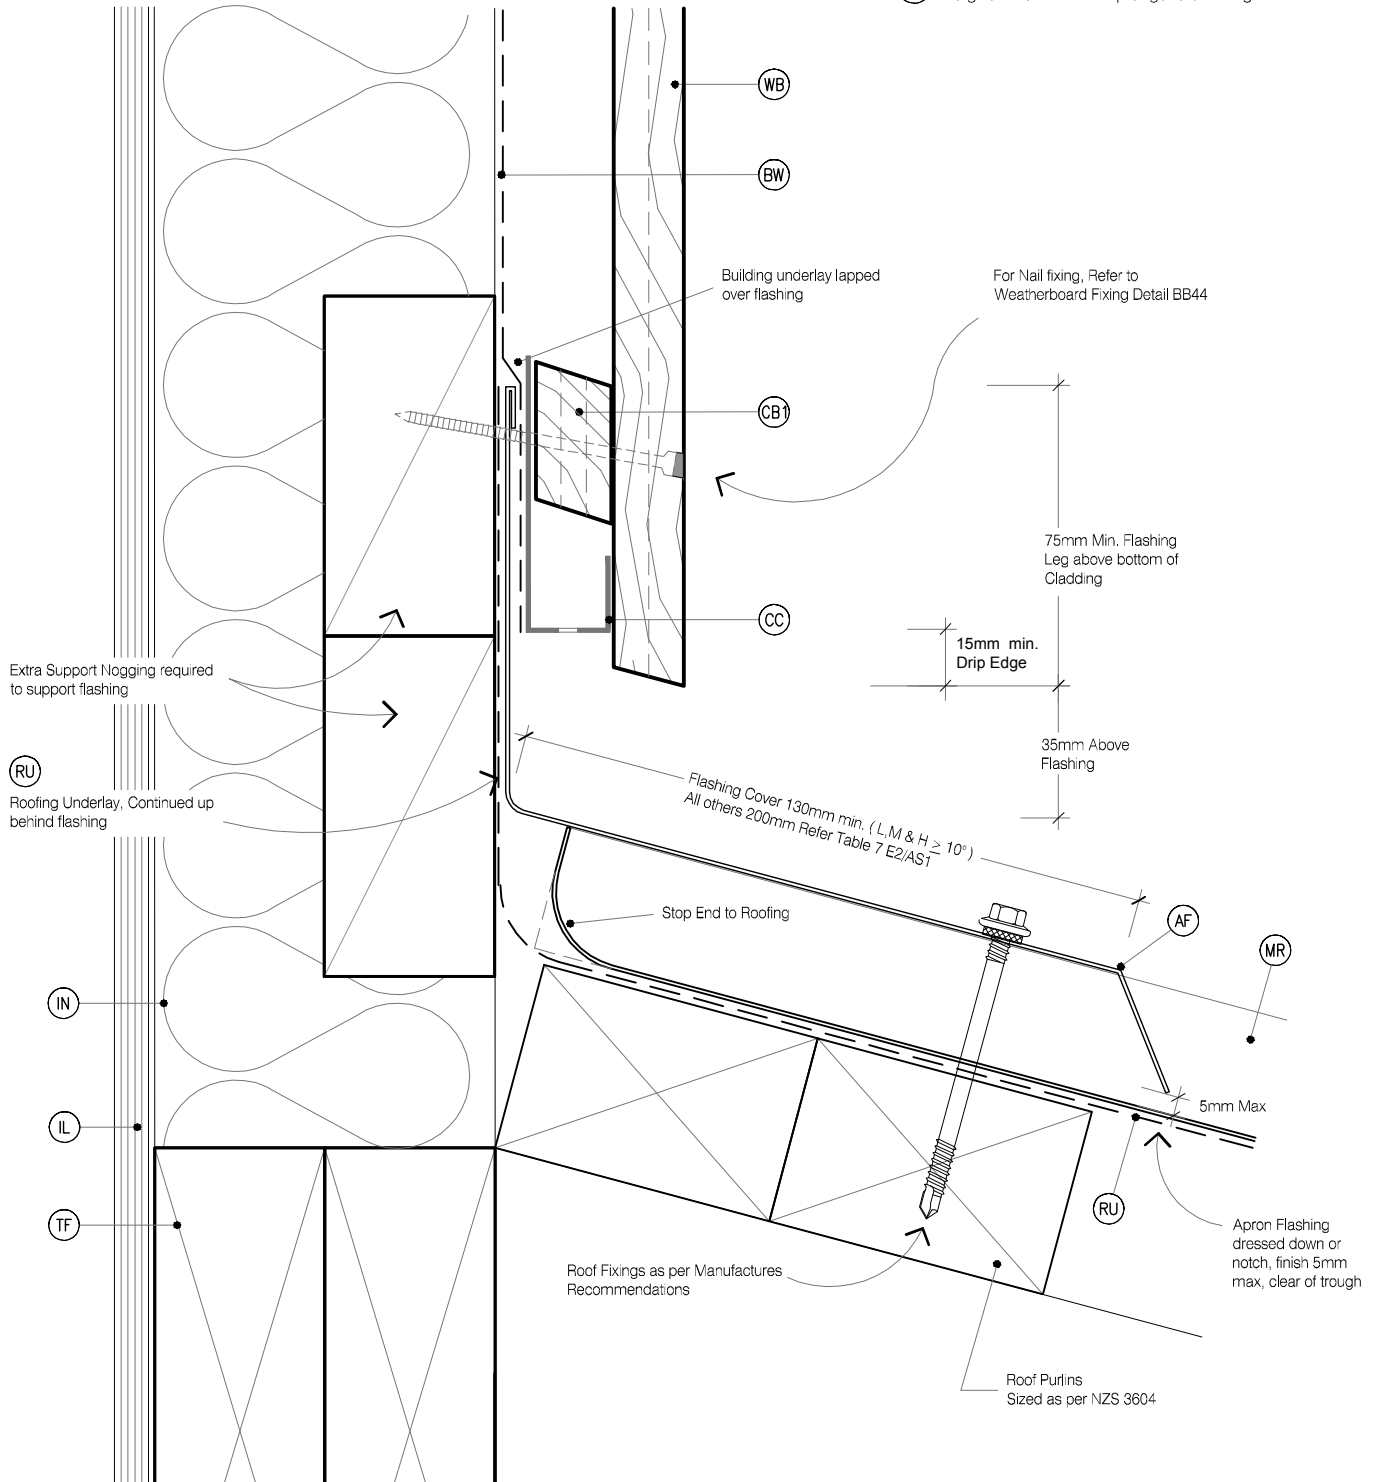 WB
BW
Building underlay lapped
over flashing
For Nail fixing, Refer to
Weatherboard Fixing Detail BB44
CB1
75mm Min. Flashing
Leg above bottom of
Cladding
CC
15mm min.
Drip Edge
Extra Support Nogging required
to support flashing
35mm Above
Flashing
RU
Roofing Underlay, Continued up
behind flashing
Flashing Cover 130mm min. ( L,M & H ≥ 10° )
All others 200mm Refer Table 7 E2/AS1
Stop End to Roofing
AF
MR
IN
5mm Max
IL
RU
TF
Apron Flashing
dressed down or
notch, finish 5mm
max, clear of trough
Roof Fixings as per Manufactures
Recommendations
Roof Purlins
Sized as per NZS 3604